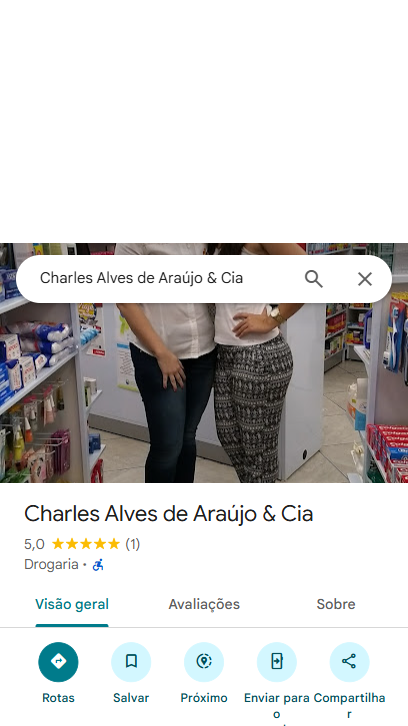 Charles Alves de Araújo & Cia
Charles Alves de Araújo & Cia
5,0 (1)
Drogaria ·
Visão geral Avaliações Sobre
Rotas Salvar Próximo Enviar para o Compartilhar